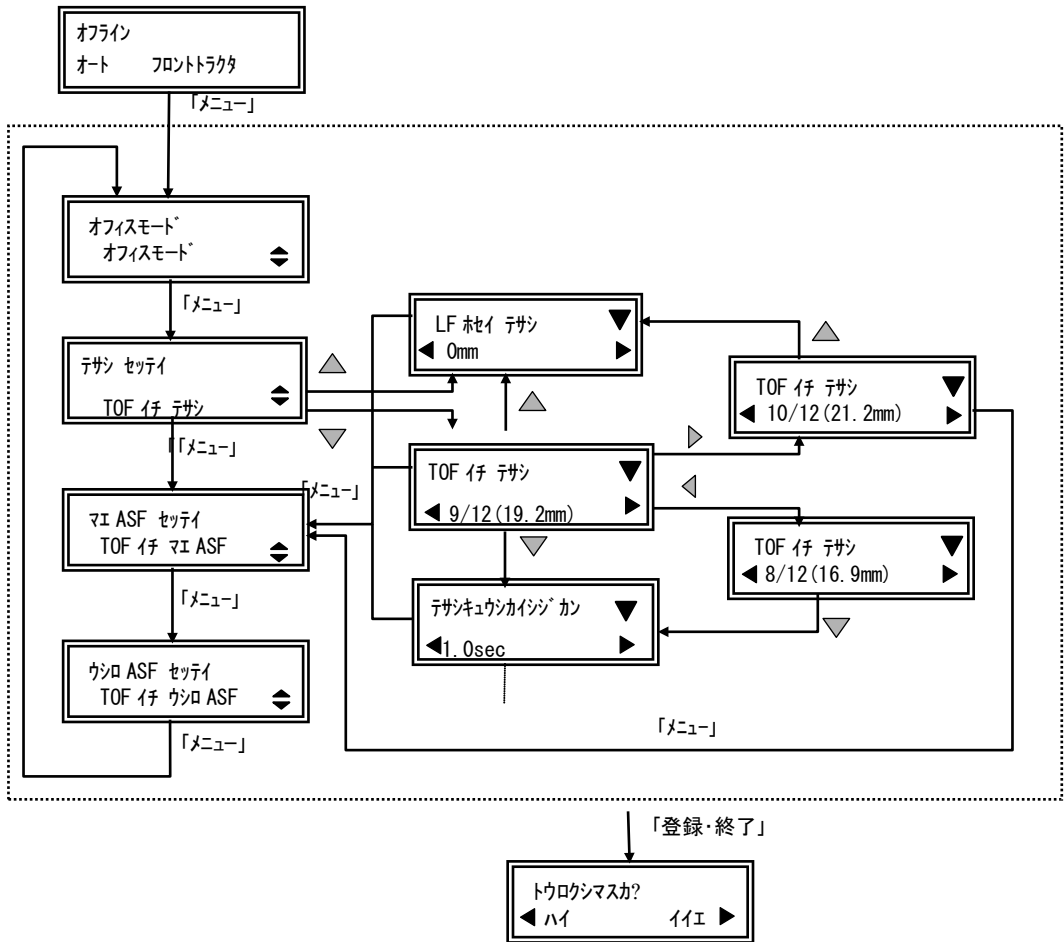 ｵﾌﾗｲﾝ
ｵｰﾄ ﾌﾛﾝﾄﾄﾗｸﾀ
「ﾒﾆｭｰ」
ｵﾌｨｽﾓｰﾄﾞ
ｵﾌｨｽﾓｰﾄﾞ
「ﾒﾆｭｰ」
ﾃｻｼ ｾｯﾃｲ
TOF ｲﾁ ﾃｻｼ
「｢ﾒﾆｭｰ」
ﾏｴ ASF ｾｯﾃｲ
TOF ｲﾁ ﾏｴ ASF
「ﾒﾆｭｰ」
ｳｼﾛ ASF ｾｯﾃｲ
TOF ｲﾁ ｳｼﾛ ASF
「ﾒﾆｭｰ」
LF ﾎｾｲ ﾃｻｼ
◀ 0mm ▶
TOF ｲﾁ ﾃｻｼ
◀ 9/12(19.2mm) ▶
「ﾒﾆｭｰ」
ﾃｻｼｷｭｳｼｶｲｼｼﾞｶﾝ
◀1.0sec ▶
TOF ｲﾁ ﾃｻｼ
◀ 10/12(21.2mm) ▶
TOF ｲﾁ ﾃｻｼ
◀ 8/12(16.9mm) ▶
「ﾒﾆｭｰ」
「登録･終了」
ﾄｳﾛｸｼﾏｽｶ?
◀ ﾊｲ ｲｲｴ ▶